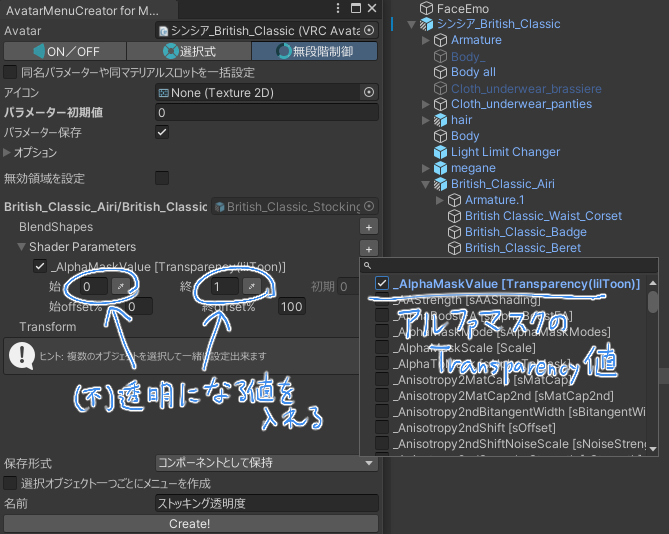 AvatarMenuCreator for M...
Avatar
シンシア_British_Classic (VRC Avata
ON／OFF
選択式
無段階制御
同名パラメーターや同マテリアルスロットを一括設定
アイコン
None (Texture 2D)
パラメーター初期値
0
パラメーター保存
オプション
無効領域を設定
British_Classic_Airi/British_Classic
British_Classic_Stocking
BlendShapes
Shader Parameters
_AlphaMaskValue [Transparency(lilToon)]
始
0
終
1
初期
0
始offset%
0
終offset%
100
Transform
ヒント: 複数のオブジェクトを選択して一緒に設定出来ます
(不)透明になる値を
入れる
保存形式
コンポーネントとして保持
選択オブジェクト一つごとにメニューを作成
名前
ストッキング透明度
Create!
FaceEmo
シンシア_British_Classic
Armature
Body_
Body all
Cloth_underwear_brassiere
Cloth_underwear_panties
hair
Body
Light Limit Changer
megane
British_Classic_Airi
Armature.1
British Classic_Waist_Corset
British_Classic_Badge
British_Classic_Beret
_AlphaMaskValue [Transparency(lilToon)]
_AAStrength [sAAShading]
アルファマスクの
Transparency値
_AlphaMaskMode [sAlphaMaskModes]
_AlphaMaskScale [Scale]
_Anisotropy2MatCap [sMatCap]
_Anisotropy2MatCap2nd [sMatCap2nd]
_Anisotropy2ndBitangentWidth [sBitangentWi
_Anisotropy2ndShift [sOffset]
_Anisotropy2ndShiftNoiseScale [sNoiseStreng